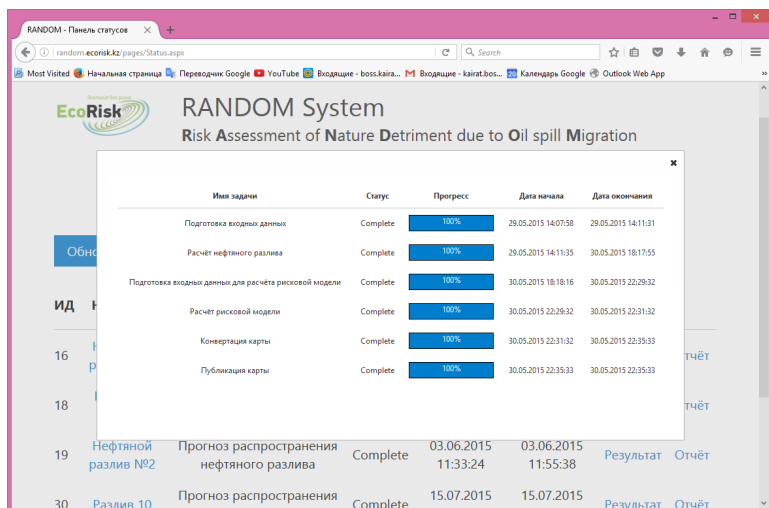 RANDOM - Панель статусов
random.ecorisk.kz/pages/Status.aspx
Search
Most Visited Начальная страница Переводчик Google YouTube Входящие - boss.kaira... Входящие - kairat.bos... Календарь Google Outlook Web App
EcoRisk
RANDOM System
Risk Assessment of Nature Detriment due to Oil spill Migration
Имя задачи Статус Прогресс Дата начала Дата окончания
Подготовка входных данных Complete 100% 29.05.2015 14:07:58 29.05.2015 14:11:31
Расчёт нефтяного разлива Complete 100% 29.05.2015 14:11:35 30.05.2015 18:17:55
Подготовка входных данных для расчёта рисковой модели Complete 100% 30.05.2015 18:18:16 30.05.2015 22:29:32
Расчёт рисковой модели Complete 100% 30.05.2015 22:29:32 30.05.2015 22:31:32
Конвертация карты Complete 100% 30.05.2015 22:31:32 30.05.2015 22:35:33
Публикация карты Complete 100% 30.05.2015 22:35:33 30.05.2015 22:35:33
Обно
ИД
16 тчёт
18 тчёт
19 Нефтяной разлив №2 Прогноз распространения нефтяного разлива Complete 03.06.2015 11:33:24 03.06.2015 11:55:38 Результат Отчёт
30 Разлив 10 Прогноз распространения Complete 15.07.2015 15.07.2015 Результат Отчёт